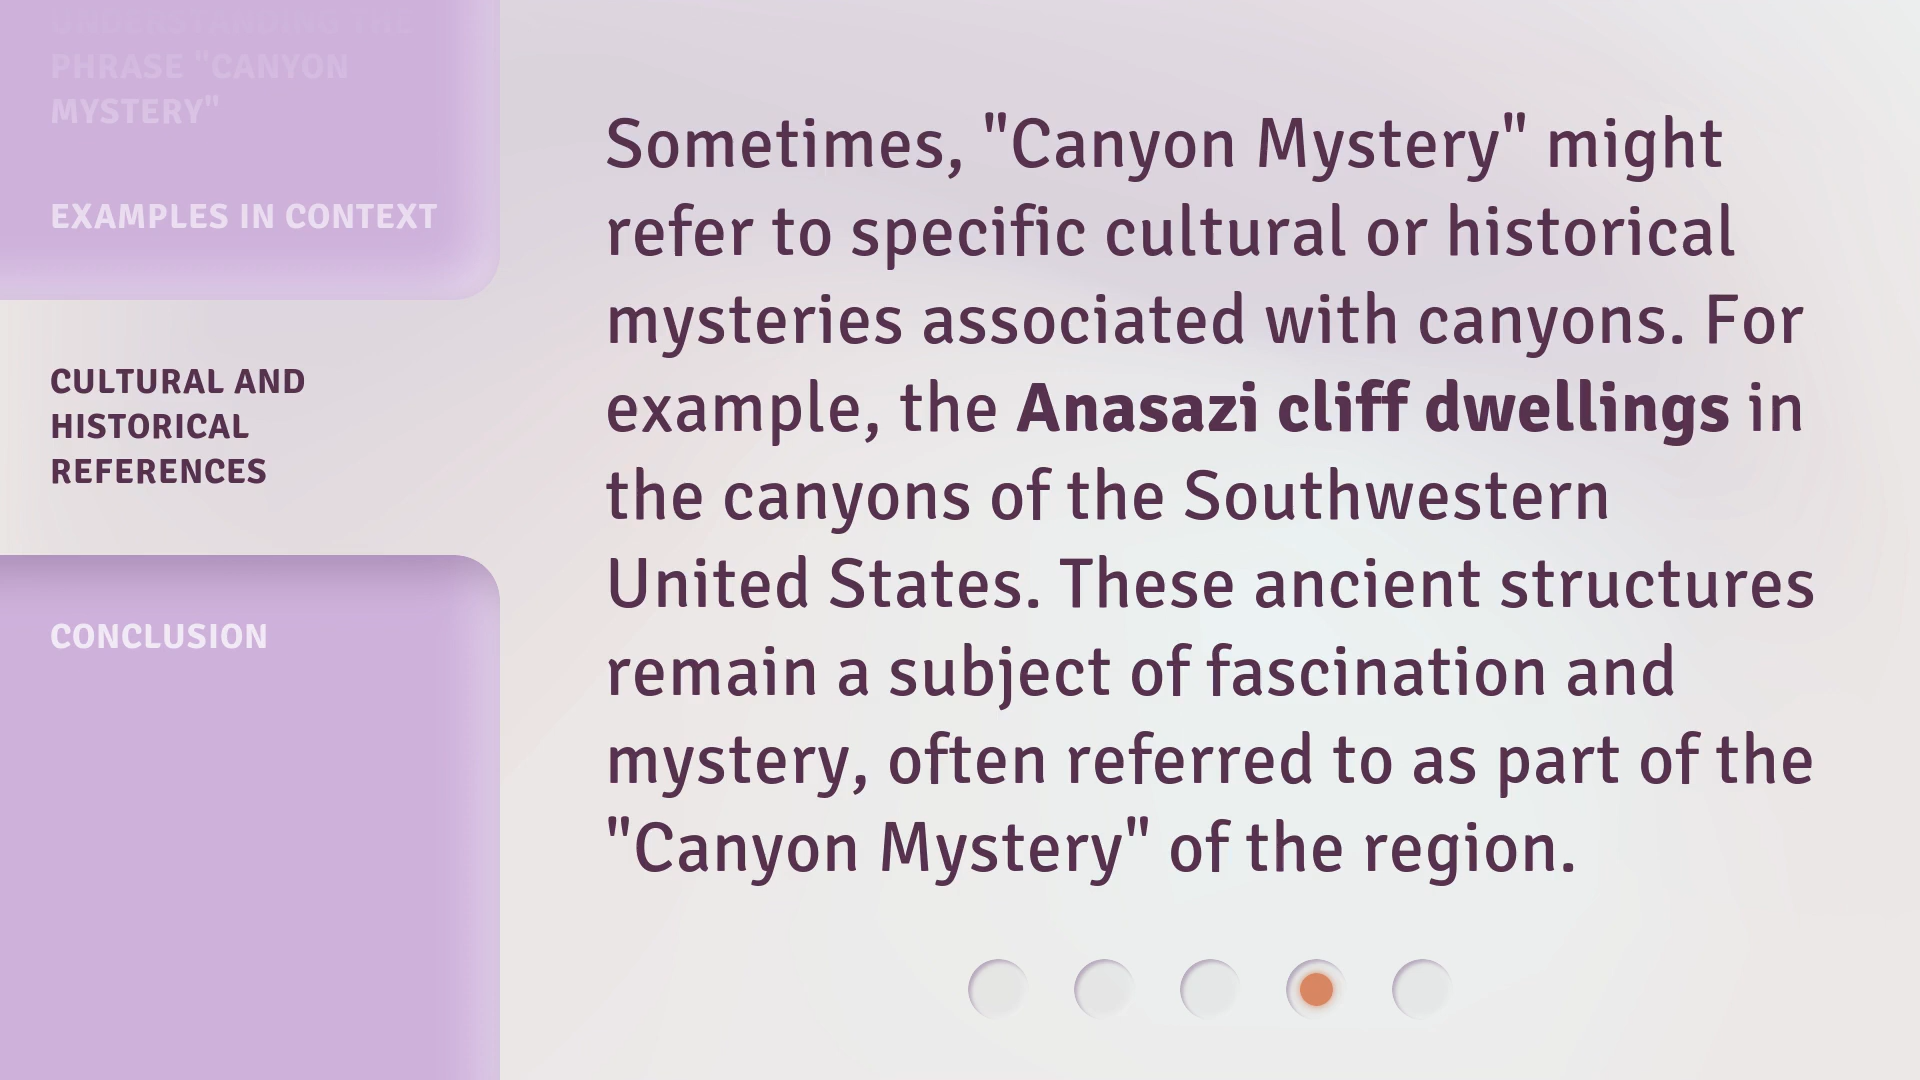 UNDERSTANDING THE
PHRASE "CANYON
MYSTERY"
EXAMPLES IN CONTEXT
CULTURAL AND
HISTORICAL
REFERENCES
CONCLUSION
Sometimes, "Canyon Mystery" might
refer to specific cultural or historical
mysteries associated with canyons. For
example, the Anasazi cliff dwellings in
the canyons of the Southwestern
United States. These ancient structures
remain a subject of fascination and
mystery, often referred to as part of the
"Canyon Mystery" of the region.